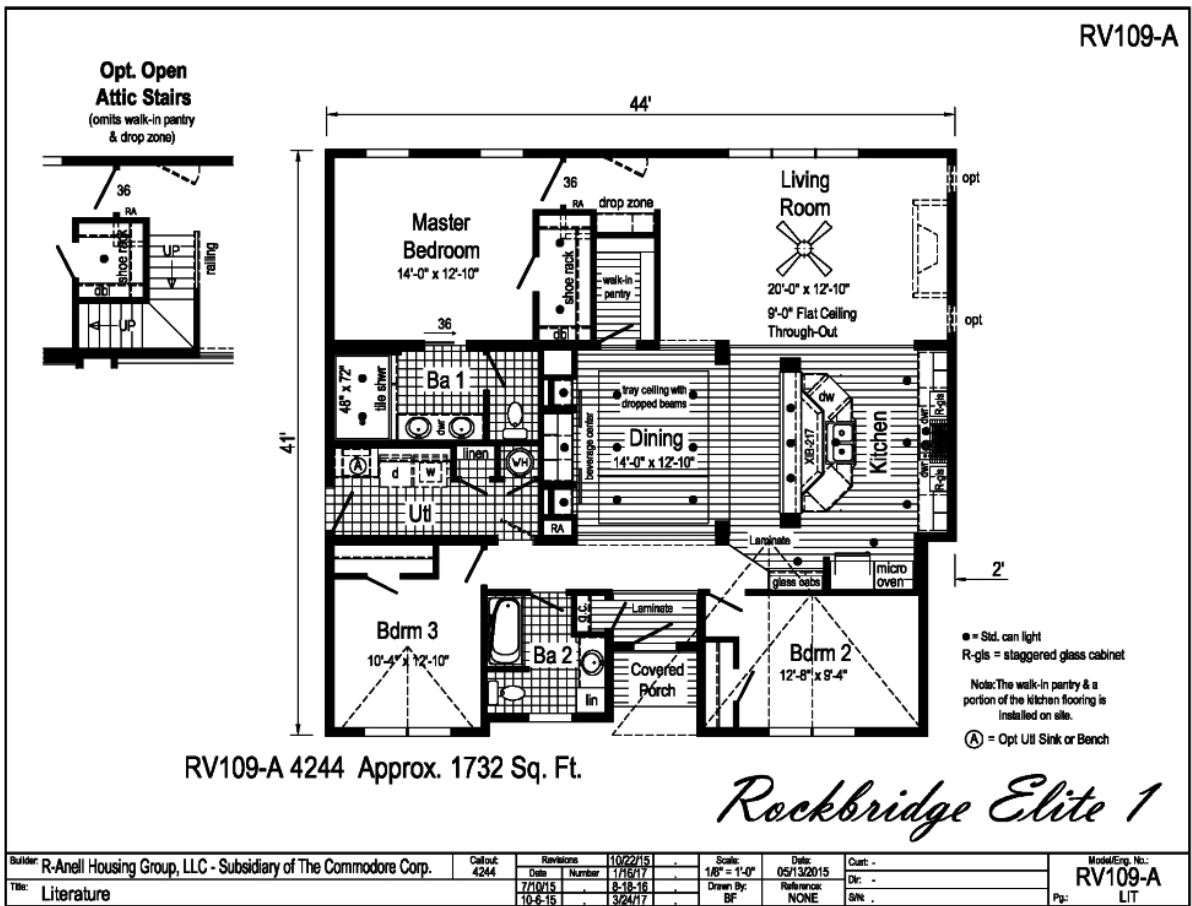 RV109-A
Opt. Open
Attic Stairs
(omits walk-in pantry
& drop zone)
36
RA
shoe rack
UP
railing
dbl
UP
44'
41'
Master
Bedroom
14'-0" x 12'-10"
36
RA
drop zone
shoe rack
dbl
walk-in
pantry
Living
Room
20'-0" x 12'-10"
9'-0" Flat Ceiling
Through-Out
opt
opt
36
48" x 72"
tile shwr
Ba 1
dwr
linen
WH
A
d
w
Utl
beverage center
RA
tray ceiling with
dropped beams
Dining
14'-0" x 12'-10"
XIB-217
dw
Kitchen
R-gls
dwr
dwr
R-gls
Laminate
glass cabs
micro
oven
2'
Bdrm 3
10'-4" x 12'-10"
Ba 2
g.c.
lin
Laminate
Covered
Porch
Bdrm 2
12'-8" x 9'-4"
● = Std. can light
R-gls = staggered glass cabinet
Note: The walk-in pantry & a
portion of the kitchen flooring is
installed on site.
(A) = Opt Utl Sink or Bench
RV109-A 4244 Approx. 1732 Sq. Ft.
Rockbridge Elite 1
Builder: R-Anell Housing Group, LLC - Subsidiary of The Commodore Corp.
Title: Literature
Callout:
4244
Revisions 10/22/15 .
Date Number 1/16/17 .
7/10/15 . 8-18-16 .
10-6-15 . 3/24/17 .
Scale:
1/8" = 1'-0"
Drawn By:
BF
Date:
05/13/2015
Reference:
NONE
Cust: -
Dlr: -
S/N: .
Model/Eng. No.:
RV109-A
Pg.: LIT